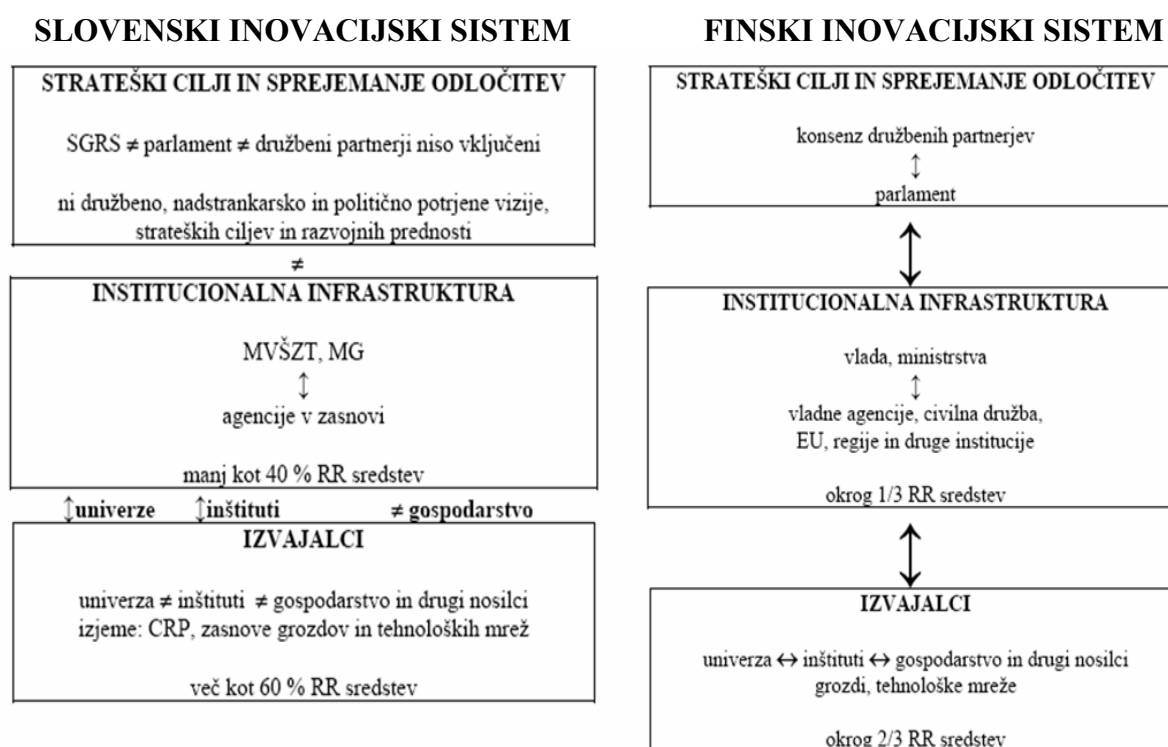 SLOVENSKI INOVACIJSKI SISTEM
STRATEŠKI CILJI IN SPREJEMANJE ODLOČITEV
SGRS ≠ parlament ≠ družbeni partnerji niso vključeni
ni družbeno, nadstrankarsko in politično potrjene vizije,
strateških ciljev in razvojnih prednosti
≠
INSTITUCIONALNA INFRASTRUKTURA
MVŠZT, MG
↕
agencije v zasnovi
manj kot 40 % RR sredstev
↕univerze ↕inštituti ≠ gospodarstvo
IZVAJALCI
univerza ≠ inštituti ≠ gospodarstvo in drugi nosilci
izjeme: CRP, zasnove grozdov in tehnoloških mrež
več kot 60 % RR sredstev
FINSKI INOVACIJSKI SISTEM
STRATEŠKI CILJI IN SPREJEMANJE ODLOČITEV
konsenz družbenih partnerjev
↕
parlament
↕
INSTITUCIONALNA INFRASTRUKTURA
vlada, ministrstva
↕
vladne agencije, civilna družba,
EU, regije in druge institucije
okrog 1/3 RR sredstev
↕
IZVAJALCI
univerza ↔ inštituti ↔ gospodarstvo in drugi nosilci
grozdi, tehnološke mreže
okrog 2/3 RR sredstev